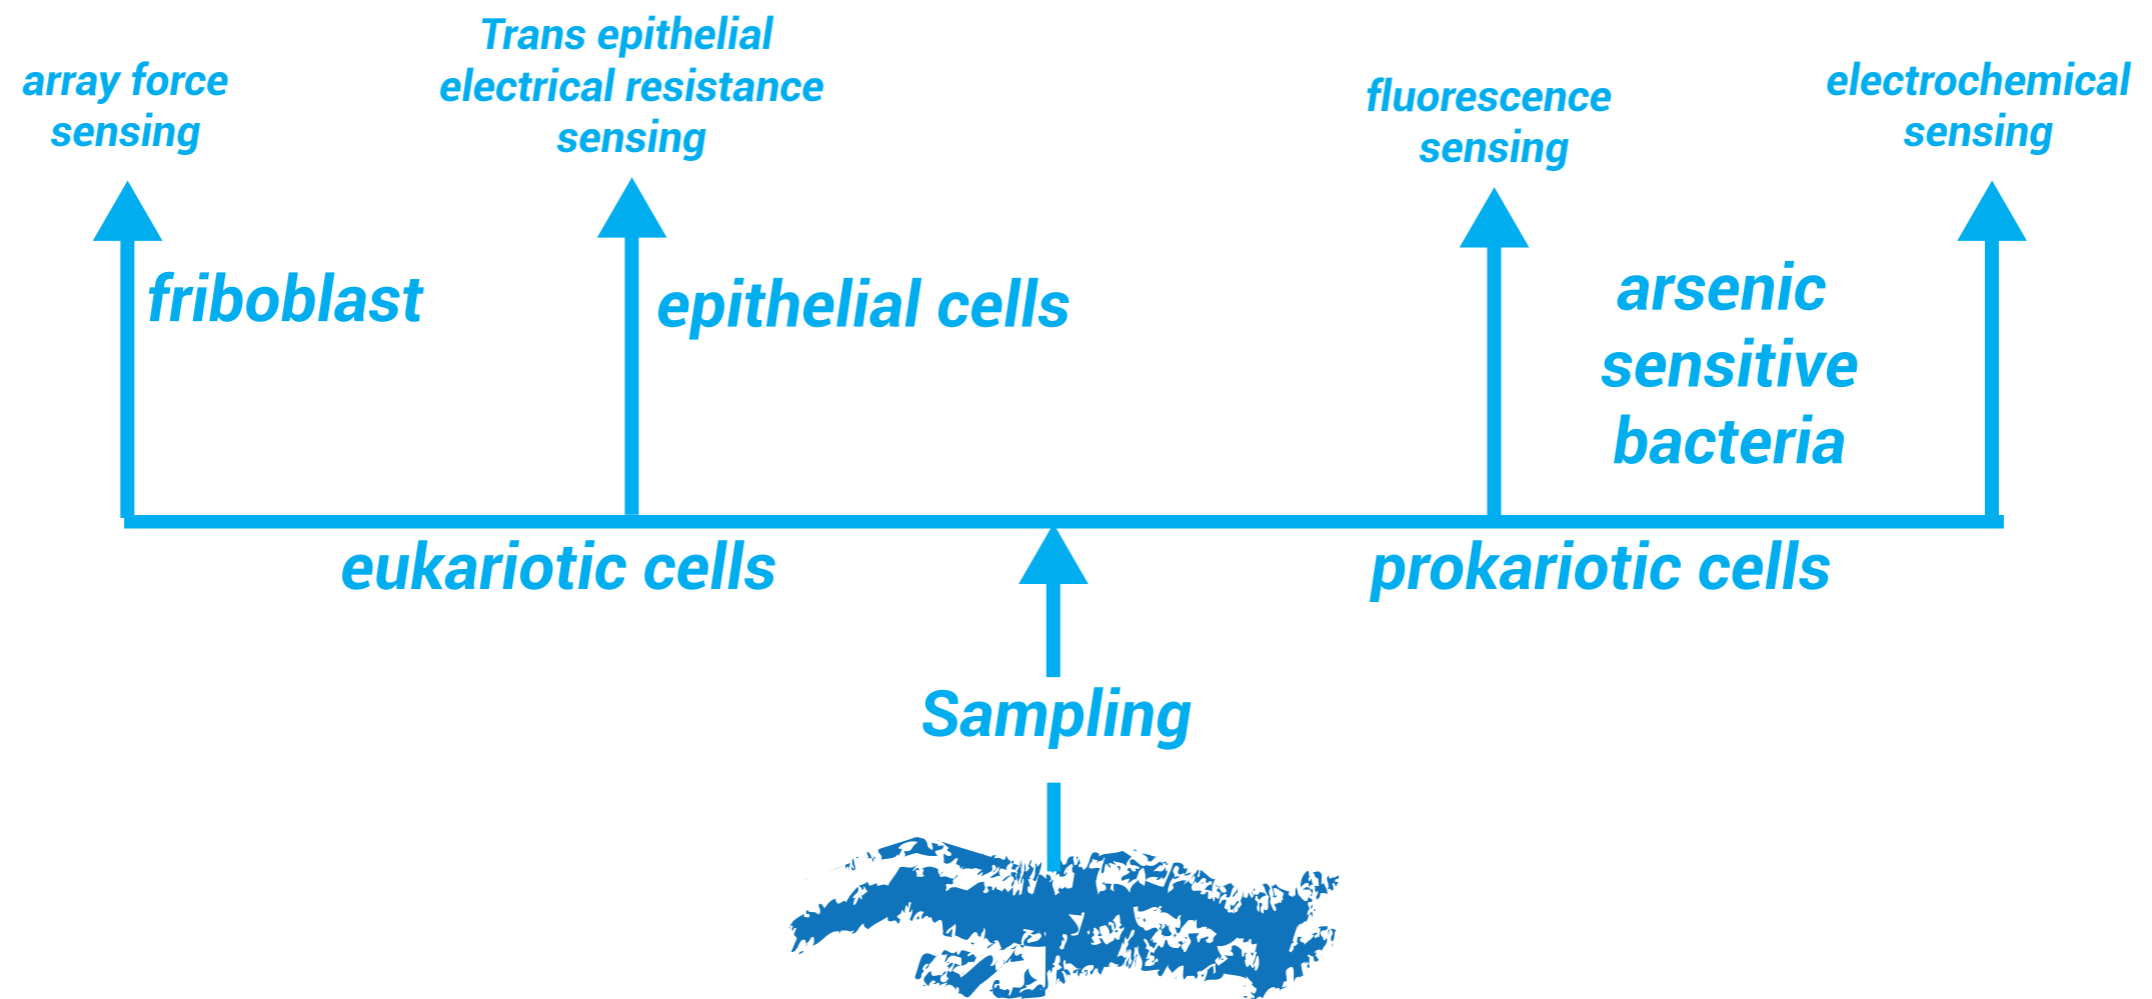 array force
sensing
Trans epithelial
electrical resistance
sensing
fluorescence
sensing
electrochemical
sensing
friboblast
epithelial cells
arsenic
sensitive
bacteria
eukariotic cells
prokariotic cells
Sampling